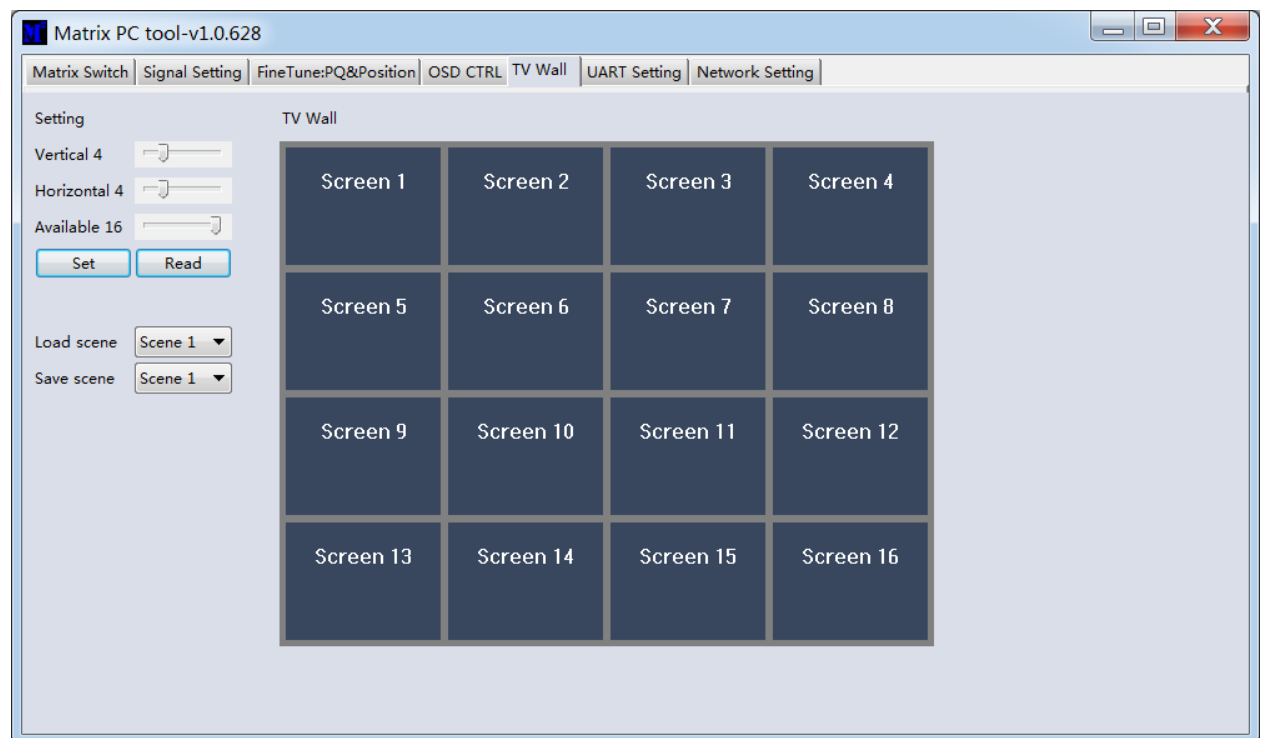 Matrix PC tool-v1.0.628
Matrix Switch Signal Setting FineTune:PQ&Position OSD CTRL TV Wall UART Setting Network Setting
Setting TV Wall
Vertical 4
Horizontal 4
Available 16
Set Read
Load scene Scene 1
Save scene Scene 1
Screen 1 Screen 2 Screen 3 Screen 4
Screen 5 Screen 6 Screen 7 Screen 8
Screen 9 Screen 10 Screen 11 Screen 12
Screen 13 Screen 14 Screen 15 Screen 16